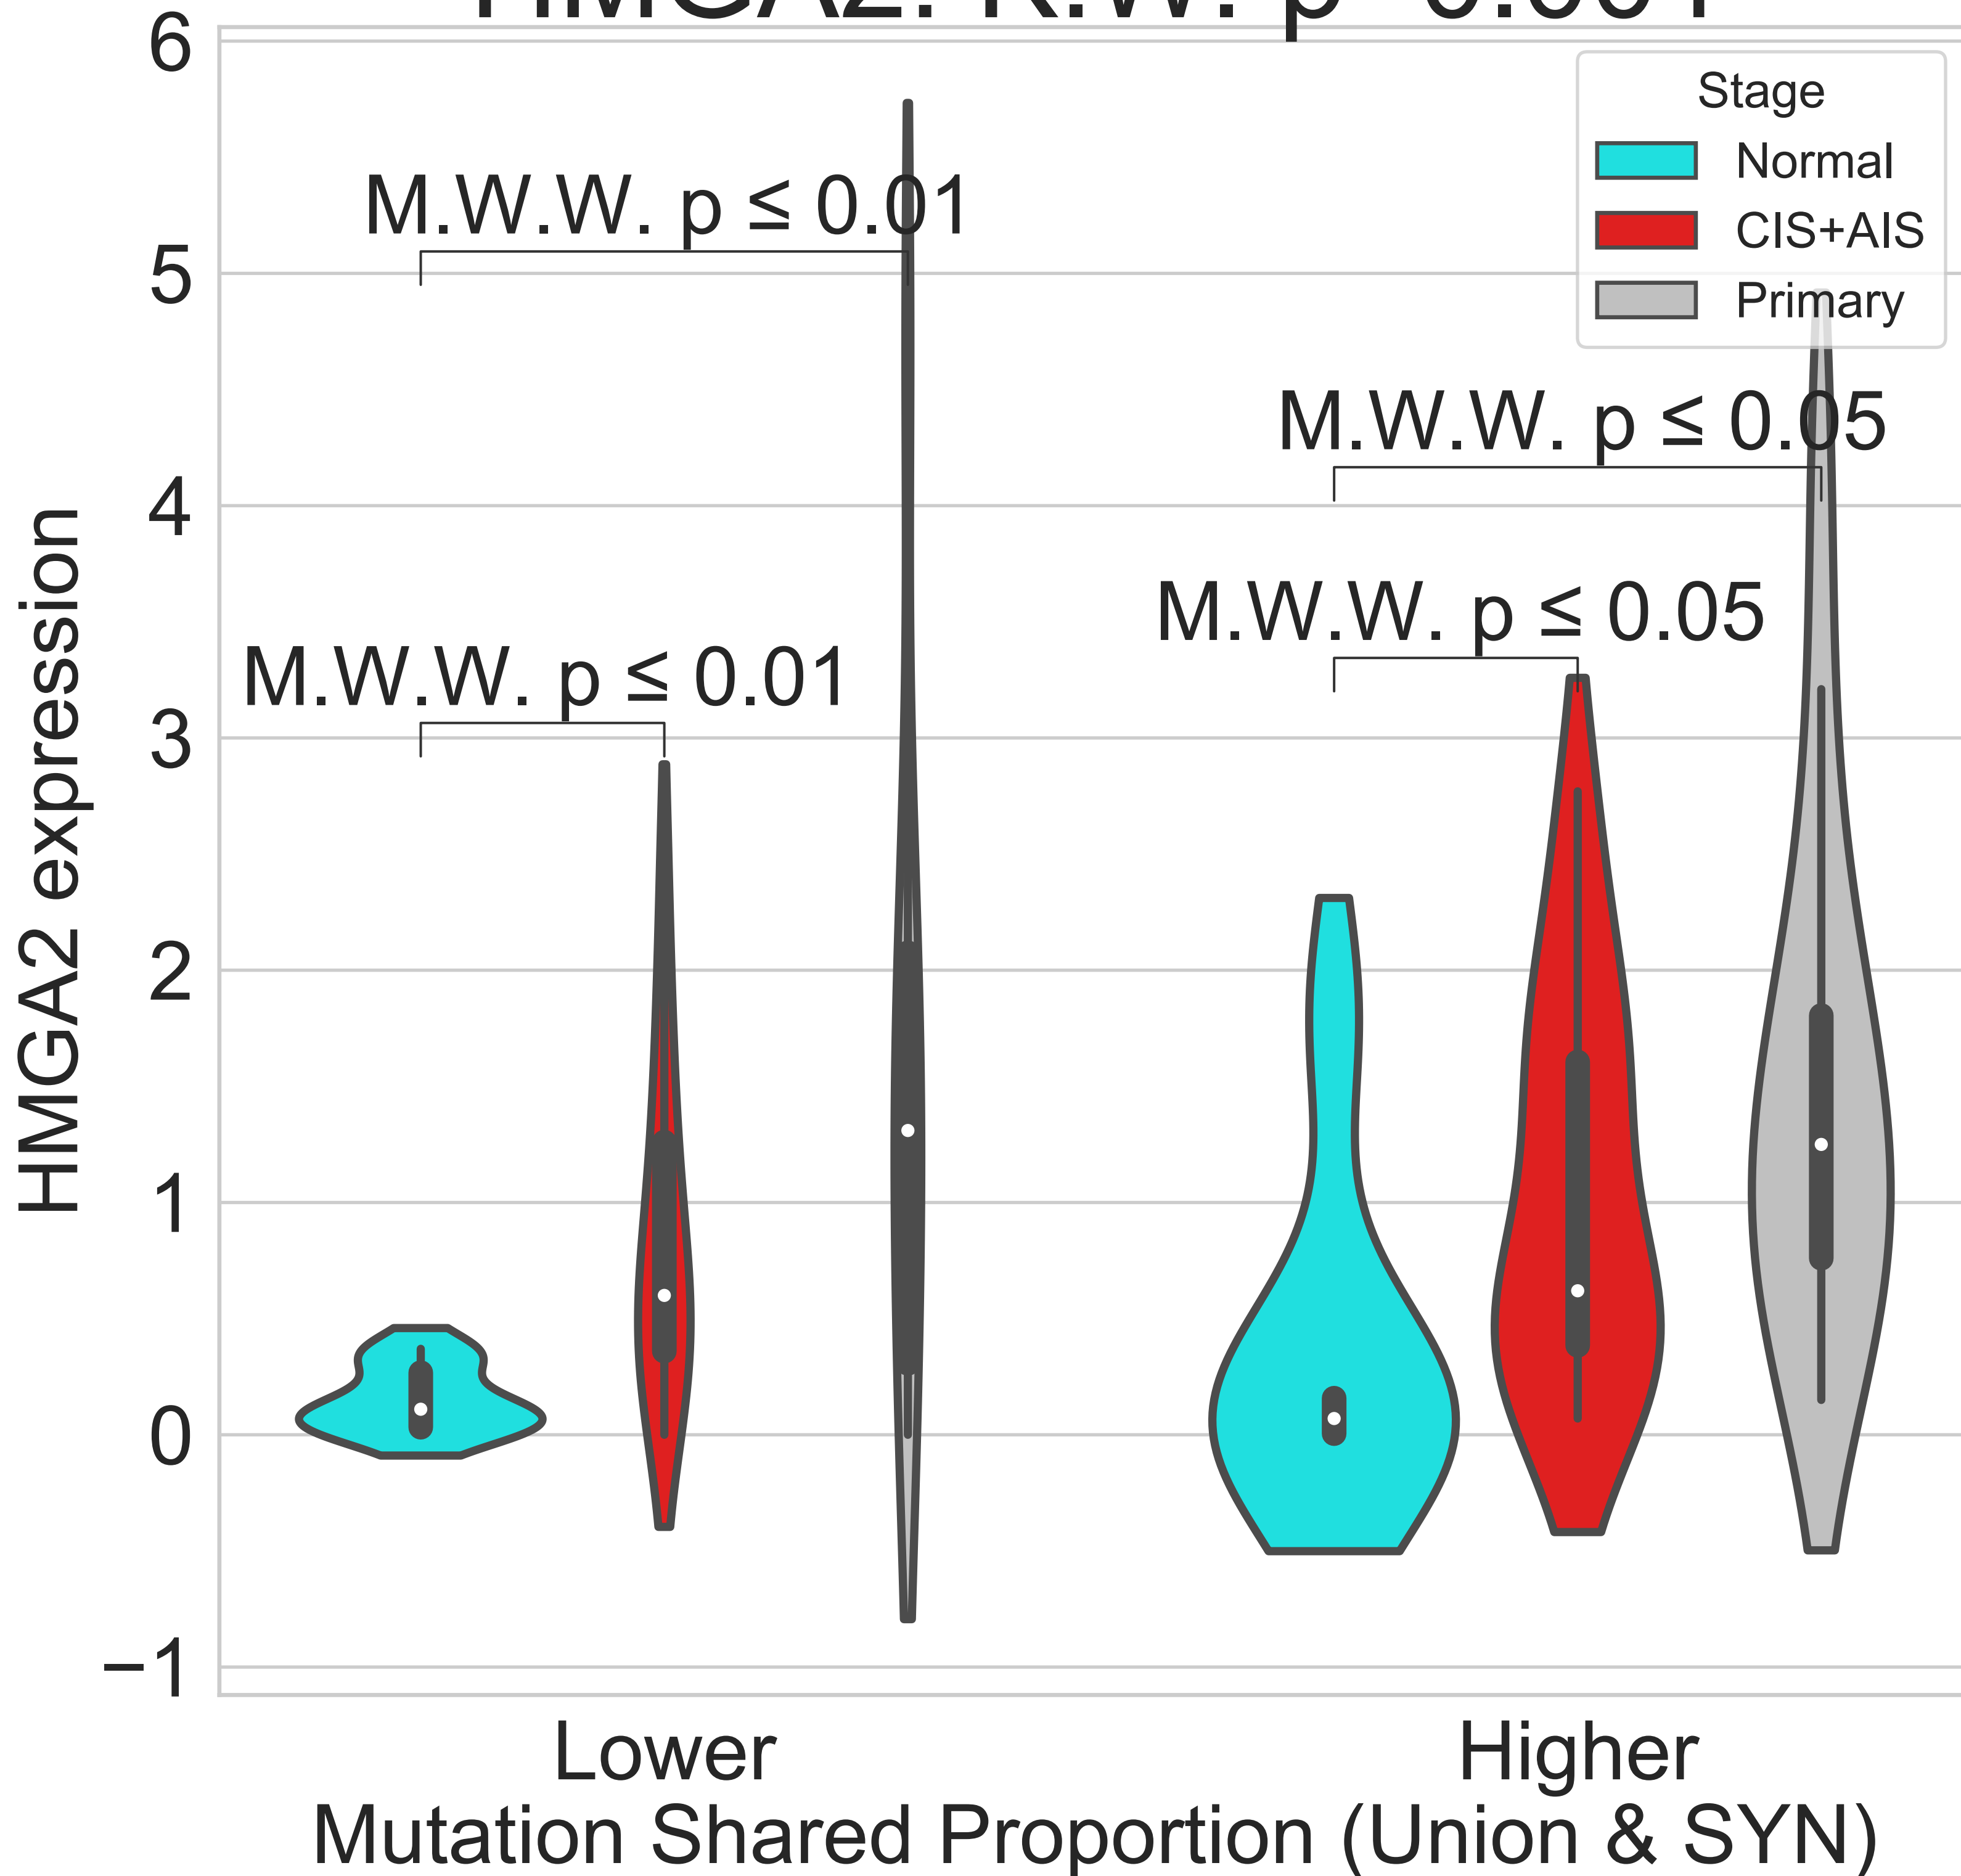 HMGA2: K.W. p
6
5
4
3
2
1
0
−1
HMGA2 expression
Stage
Normal
CIS+AIS
Primary
M.W.W. p ≤ 0.01
M.W.W. p ≤ 0.05
M.W.W. p ≤ 0.05
M.W.W. p ≤ 0.01
Lower
Higher
Mutation Shared Proportion (Union & SYN)